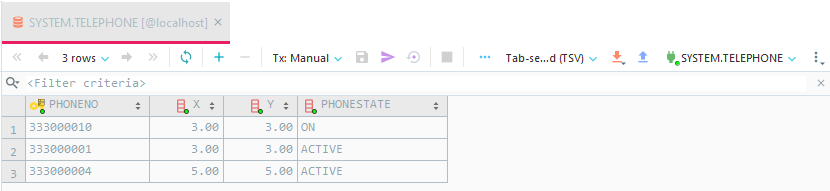 SYSTEM.TELEPHONE [@localhost] ×
3 rows Tx: Manual Tab-se...d (TSV) SYSTEM.TELEPHONE
<Filter criteria>
PHONENO X Y PHONESTATE
1 333000010 3.00 3.00 ON
2 333000001 3.00 3.00 ACTIVE
3 333000004 5.00 5.00 ACTIVE